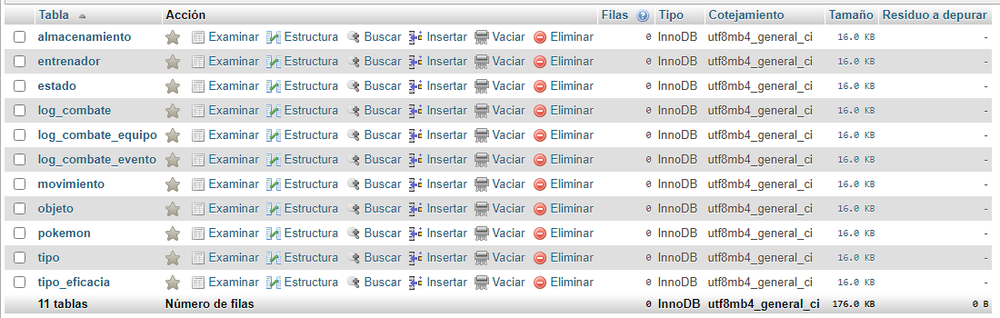 Tabla Acción Filas Tipo Cotejamiento Tamaño Residuo a depurar
almacenamiento Examinar Estructura Buscar Insertar Vaciar Eliminar 0 InnoDB utf8mb4_general_ci 16.0 KB -
entrenador Examinar Estructura Buscar Insertar Vaciar Eliminar 0 InnoDB utf8mb4_general_ci 16.0 KB -
estado Examinar Estructura Buscar Insertar Vaciar Eliminar 0 InnoDB utf8mb4_general_ci 16.0 KB -
log_combate Examinar Estructura Buscar Insertar Vaciar Eliminar 0 InnoDB utf8mb4_general_ci 16.0 KB -
log_combate_equipo Examinar Estructura Buscar Insertar Vaciar Eliminar 0 InnoDB utf8mb4_general_ci 16.0 KB -
log_combate_evento Examinar Estructura Buscar Insertar Vaciar Eliminar 0 InnoDB utf8mb4_general_ci 16.0 KB -
movimiento Examinar Estructura Buscar Insertar Vaciar Eliminar 0 InnoDB utf8mb4_general_ci 16.0 KB -
objeto Examinar Estructura Buscar Insertar Vaciar Eliminar 0 InnoDB utf8mb4_general_ci 16.0 KB -
pokemon Examinar Estructura Buscar Insertar Vaciar Eliminar 0 InnoDB utf8mb4_general_ci 16.0 KB -
tipo Examinar Estructura Buscar Insertar Vaciar Eliminar 0 InnoDB utf8mb4_general_ci 16.0 KB -
tipo_eficacia Examinar Estructura Buscar Insertar Vaciar Eliminar 0 InnoDB utf8mb4_general_ci 16.0 KB -
11 tablas Número de filas 0 InnoDB utf8mb4_general_ci 176.0 KB 0 B